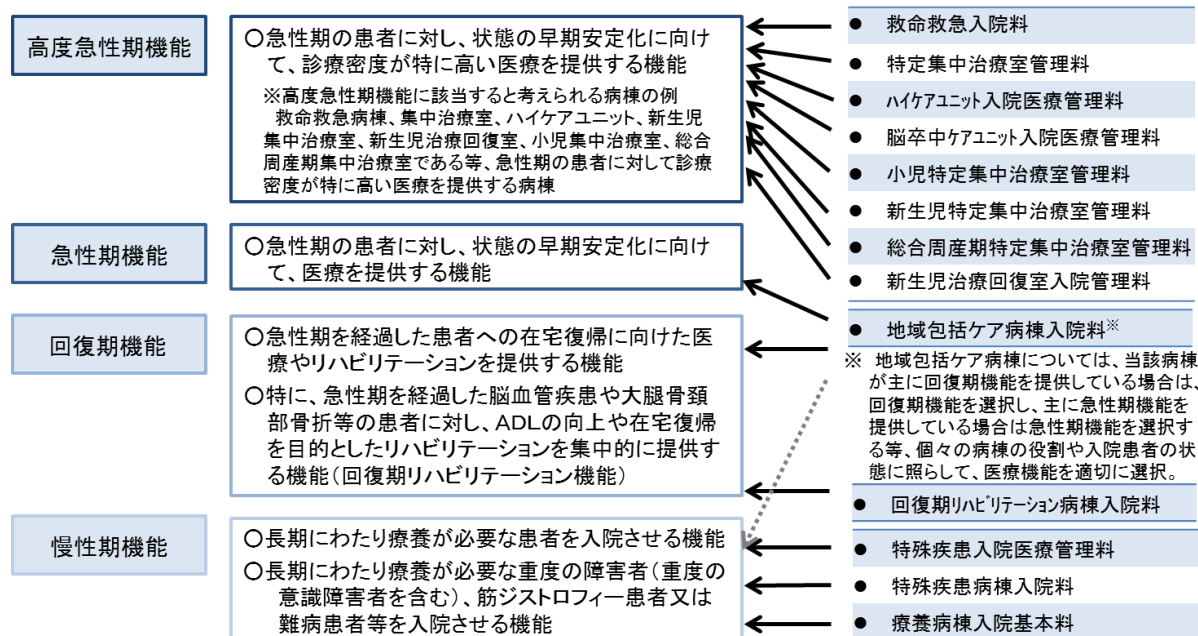 高度急性期機能
○急性期の患者に対し、状態の早期安定化に向け
て、診療密度が特に高い医療を提供する機能
※高度急性期機能に該当すると考えられる病棟の例
救命救急病棟、集中治療室、ハイケアユニット、新生児
集中治療室、新生児治療回復室、小児集中治療室、総合
周産期集中治療室である等、急性期の患者に対して診療
密度が特に高い医療を提供する病棟
急性期機能
○急性期の患者に対し、状態の早期安定化に向け
て、医療を提供する機能
回復期機能
○急性期を経過した患者への在宅復帰に向けた医
療やリハビリテーションを提供する機能
○特に、急性期を経過した脳血管疾患や大腿骨頚
部骨折等の患者に対し、ADLの向上や在宅復帰
を目的としたリハビリテーションを集中的に提供す
る機能(回復期リハビリテーション機能)
慢性期機能
○長期にわたり療養が必要な患者を入院させる機能
○長期にわたり療養が必要な重度の障害者(重度の
意識障害者を含む)、筋ジストロフィー患者又は
難病患者等を入院させる機能
● 救命救急入院料
● 特定集中治療室管理料
● ハイケアユニット入院医療管理料
● 脳卒中ケアユニット入院医療管理料
● 小児特定集中治療室管理料
● 新生児特定集中治療室管理料
● 総合周産期特定集中治療室管理料
● 新生児治療回復室入院管理料
● 地域包括ケア病棟入院料※
※ 地域包括ケア病棟については、当該病棟
が主に回復期機能を提供している場合は、
回復期機能を選択し、主に急性期機能を
提供している場合は急性期機能を選択す
る等、個々の病棟の役割や入院患者の状
態に照らして、医療機能を適切に選択。
● 回復期リハビリテーション病棟入院料
● 特殊疾患入院医療管理料
● 特殊疾患病棟入院料
● 療養病棟入院基本料